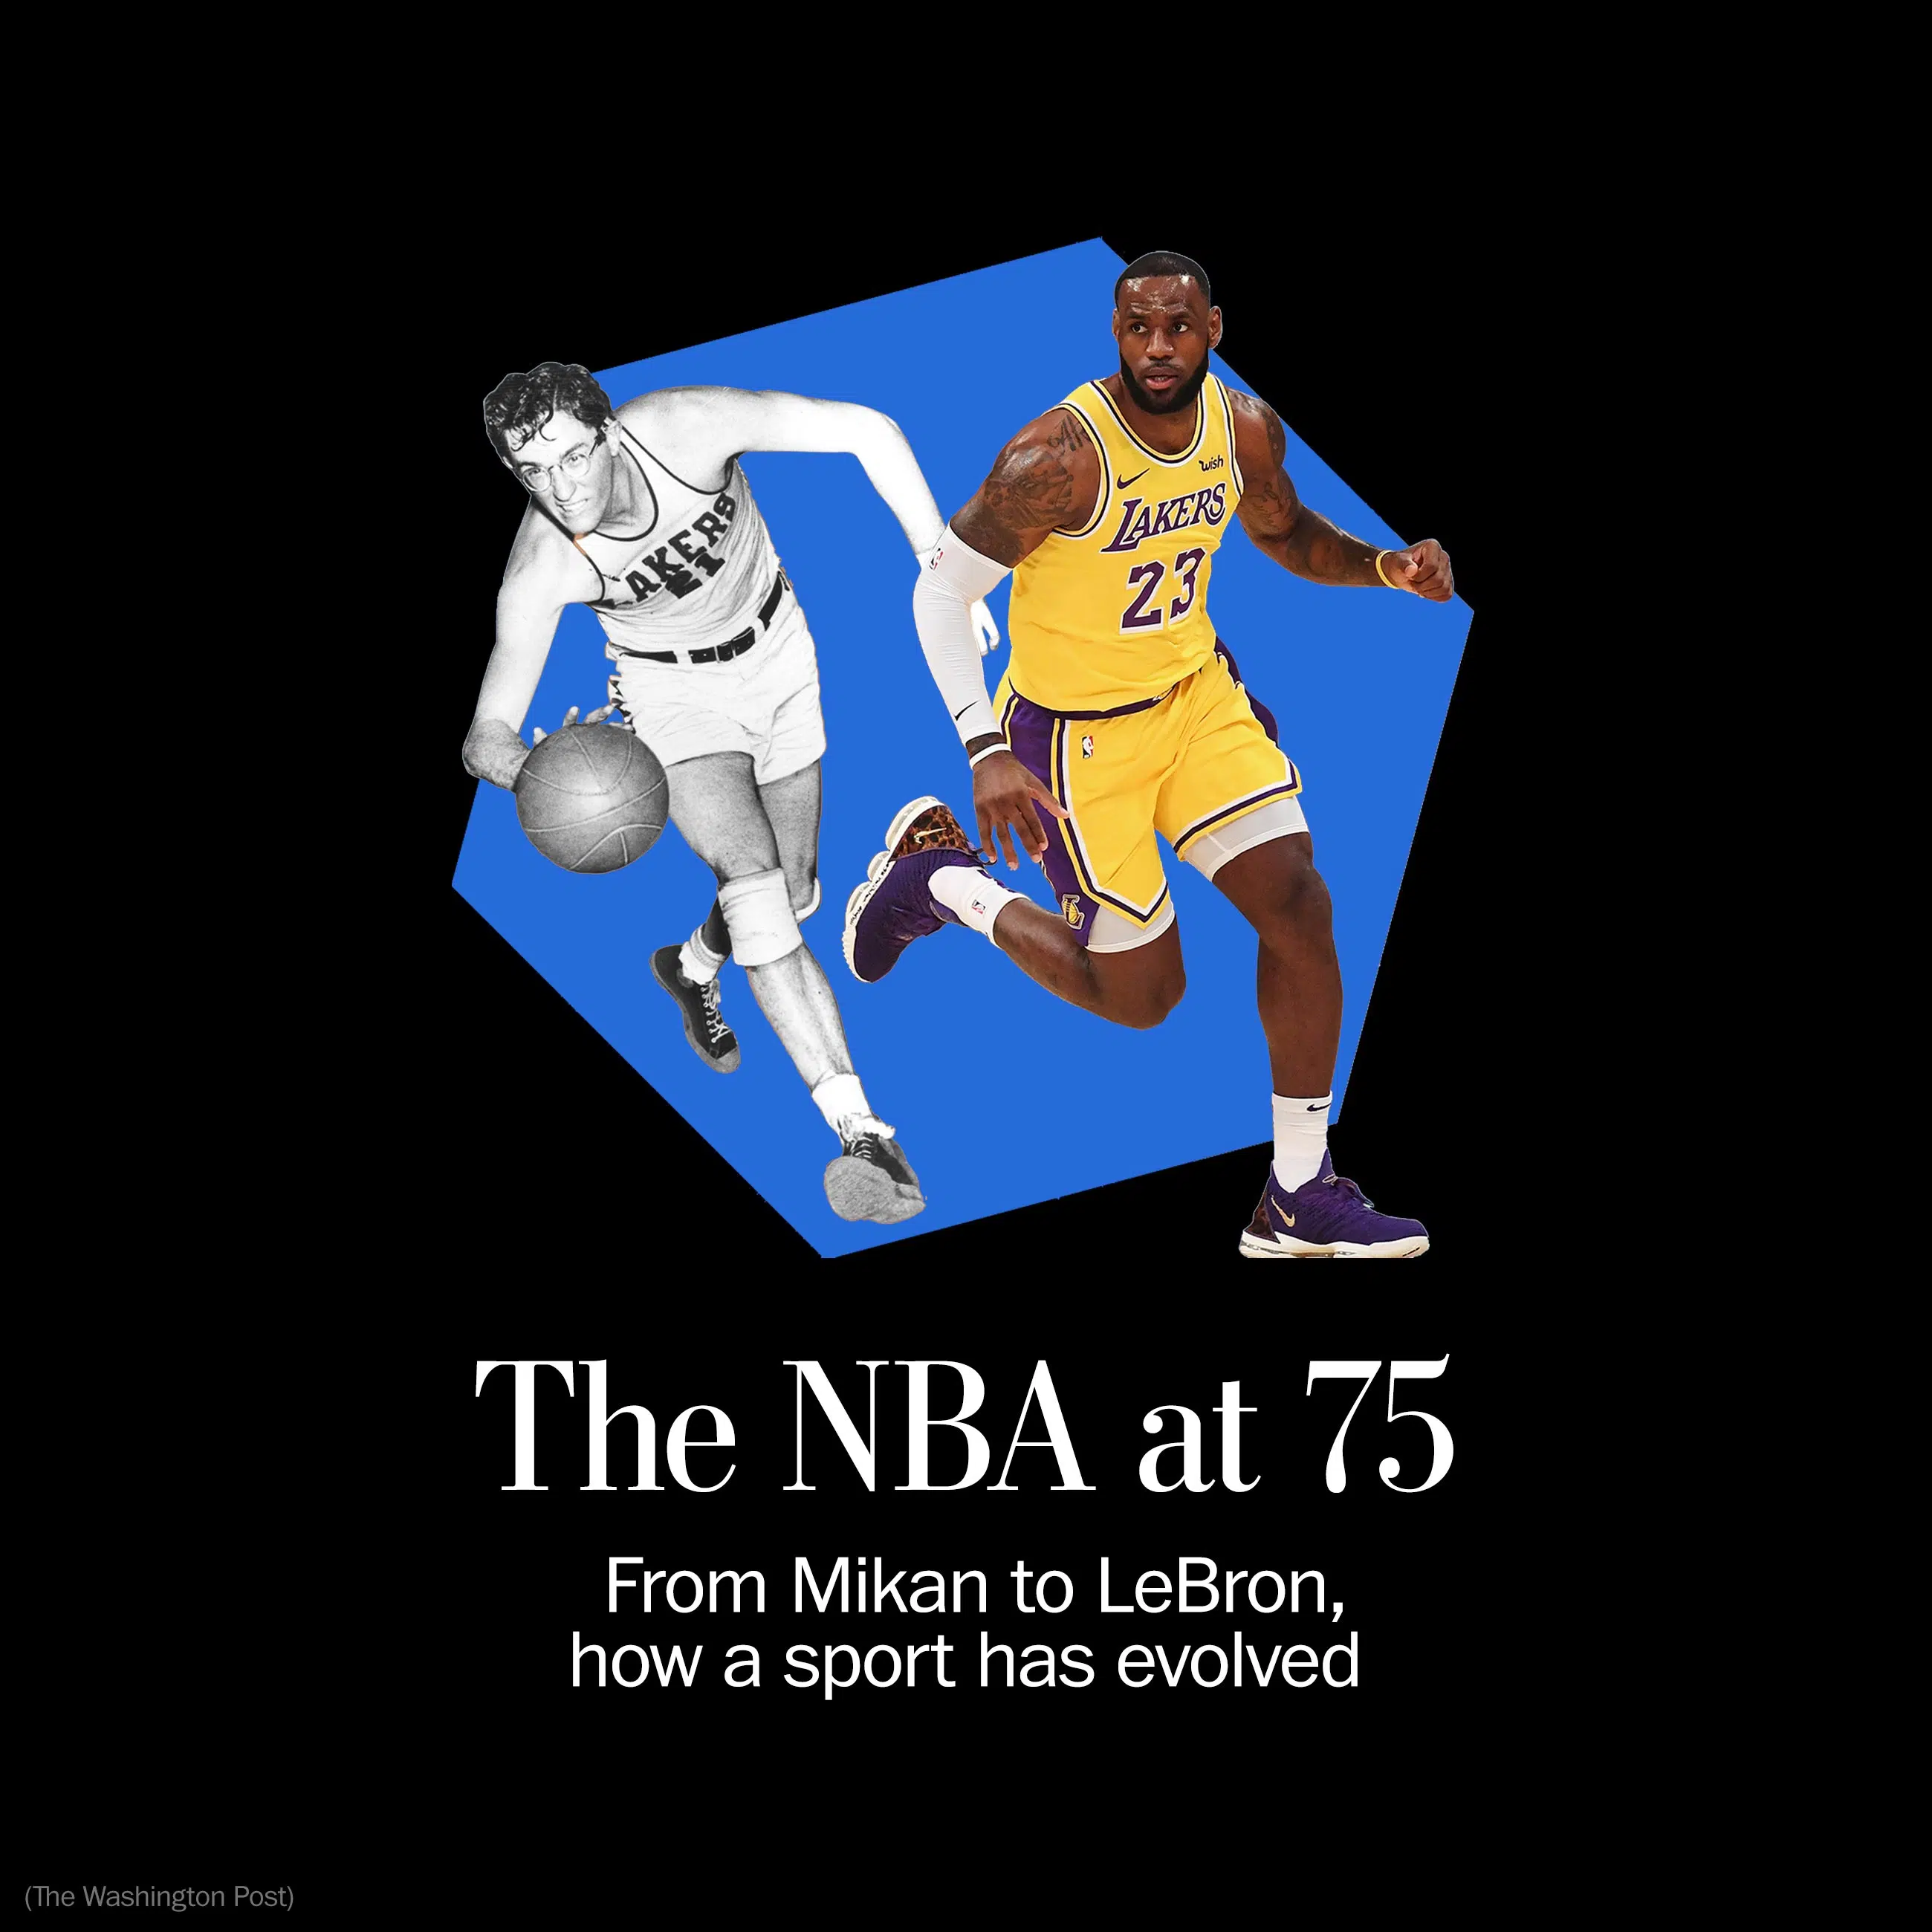 LAKERS
21
wish
LAKERS
23
The NBA at 75
From Mikan to LeBron,
how a sport has evolved
(The Washington Post)